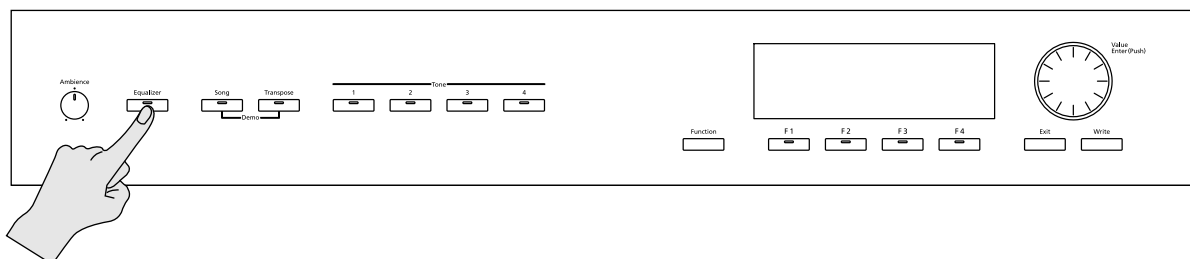 Ambience
Equalizer
Song
Transpose
Demo
Tone
1
2
3
4
Function
F 1
F 2
F 3
F 4
Value
Enter (Push)
Exit
Write